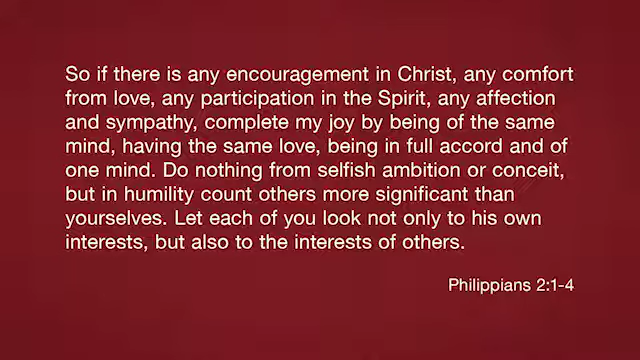 So if there is any encouragement in Christ, any comfort
from love, any participation in the Spirit, any affection
and sympathy, complete my joy by being of the same
mind, having the same love, being in full accord and of
one mind. Do nothing from selfish ambition or conceit,
but in humility count others more significant than
yourselves. Let each of you look not only to his own
interests, but also to the interests of others.
Philippians 2:1-4